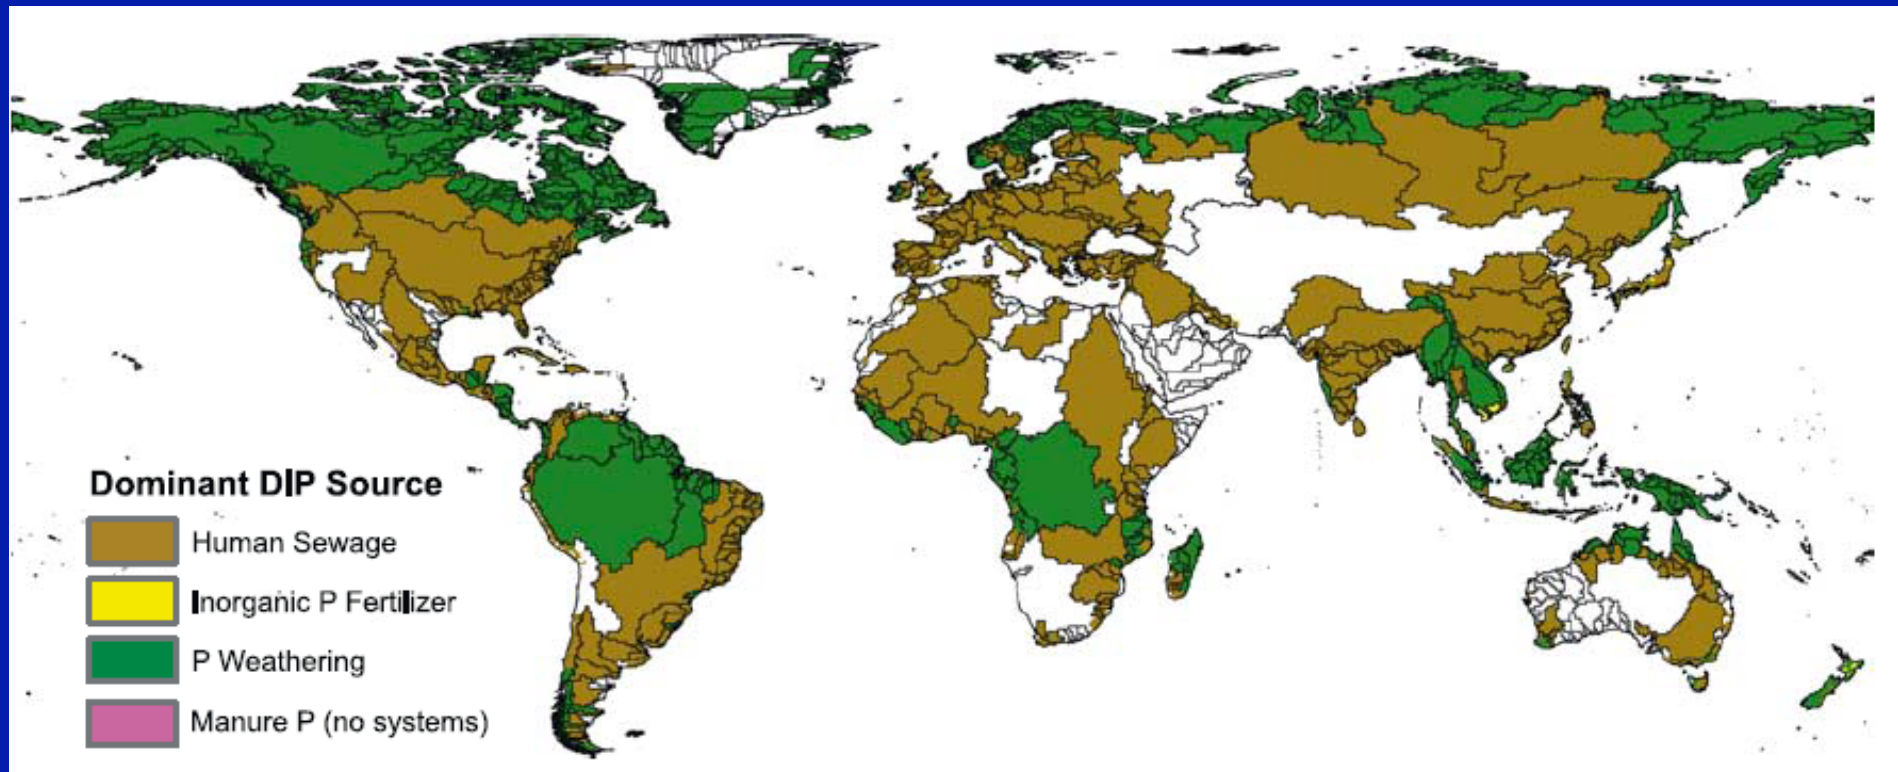 Dominant DIP Source
Human Sewage
Inorganic P Fertilizer
P Weathering
Manure P (no systems)